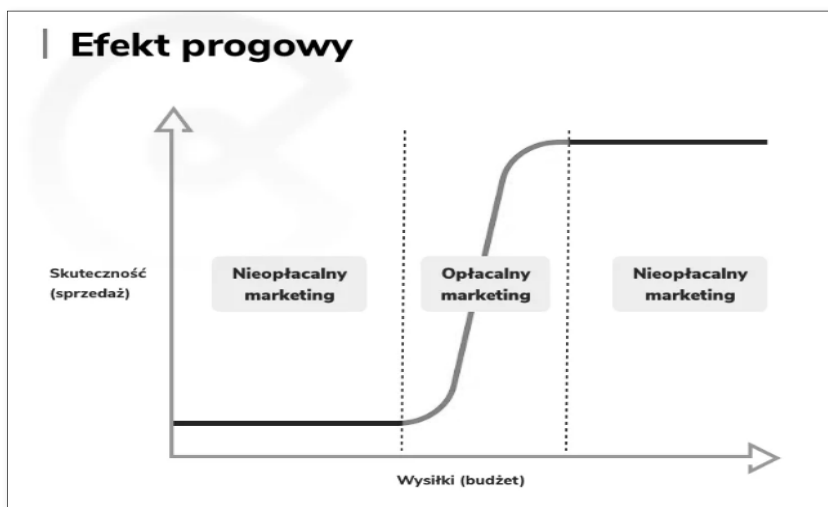 Efekt progowy
Skuteczność
(sprzedaż)
Nieopłacalny
marketing
Opłacalny
marketing
Nieopłacalny
marketing
Wysiłki (budżet)